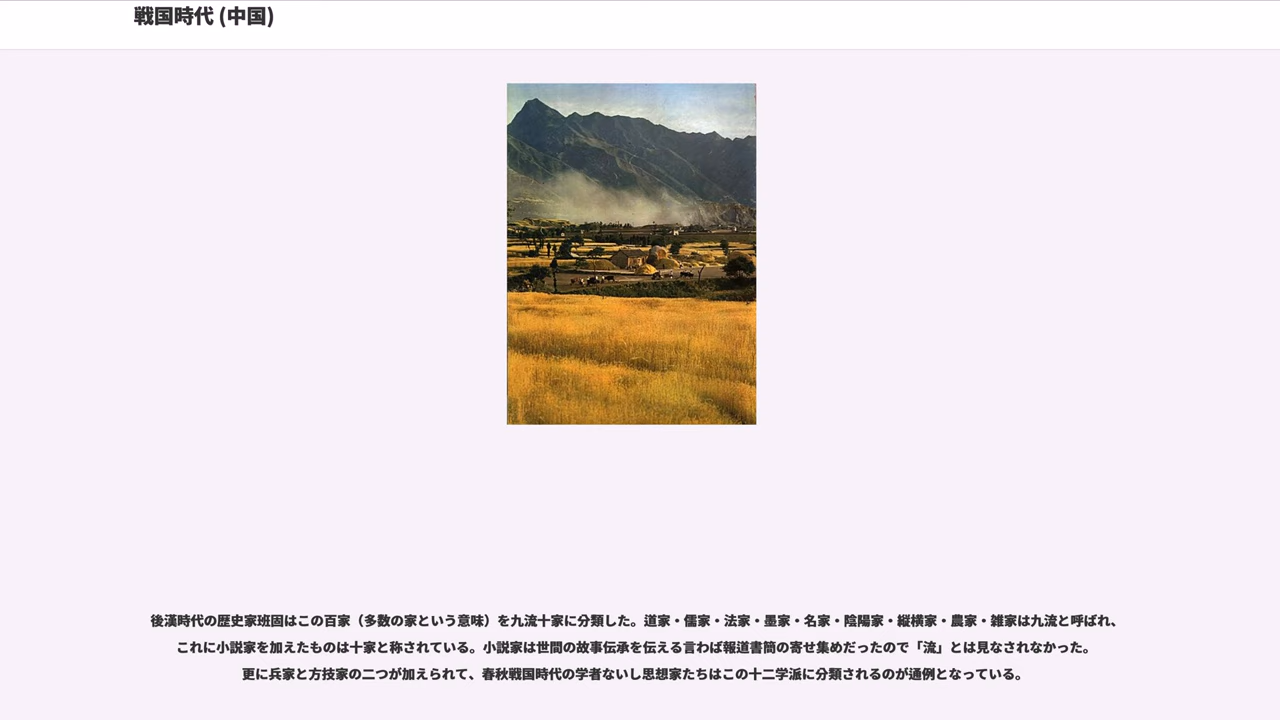 戦国時代 (中国)
後漢時代の歴史家班固はこの百家（多数の家という意味）を九流十家に分類した。道家・儒家・法家・墨家・名家・陰陽家・縦横家・農家・雑家は九流と呼ばれ、
これに小説家を加えたものは十家と称されている。小説家は世間の故事伝承を伝える言わば報道書簡の寄せ集めだったので「流」とは見なされなかった。
更に兵家と方技家の二つが加えられて、春秋戦国時代の学者ないし思想家たちはこの十二学派に分類されるのが通例となっている。